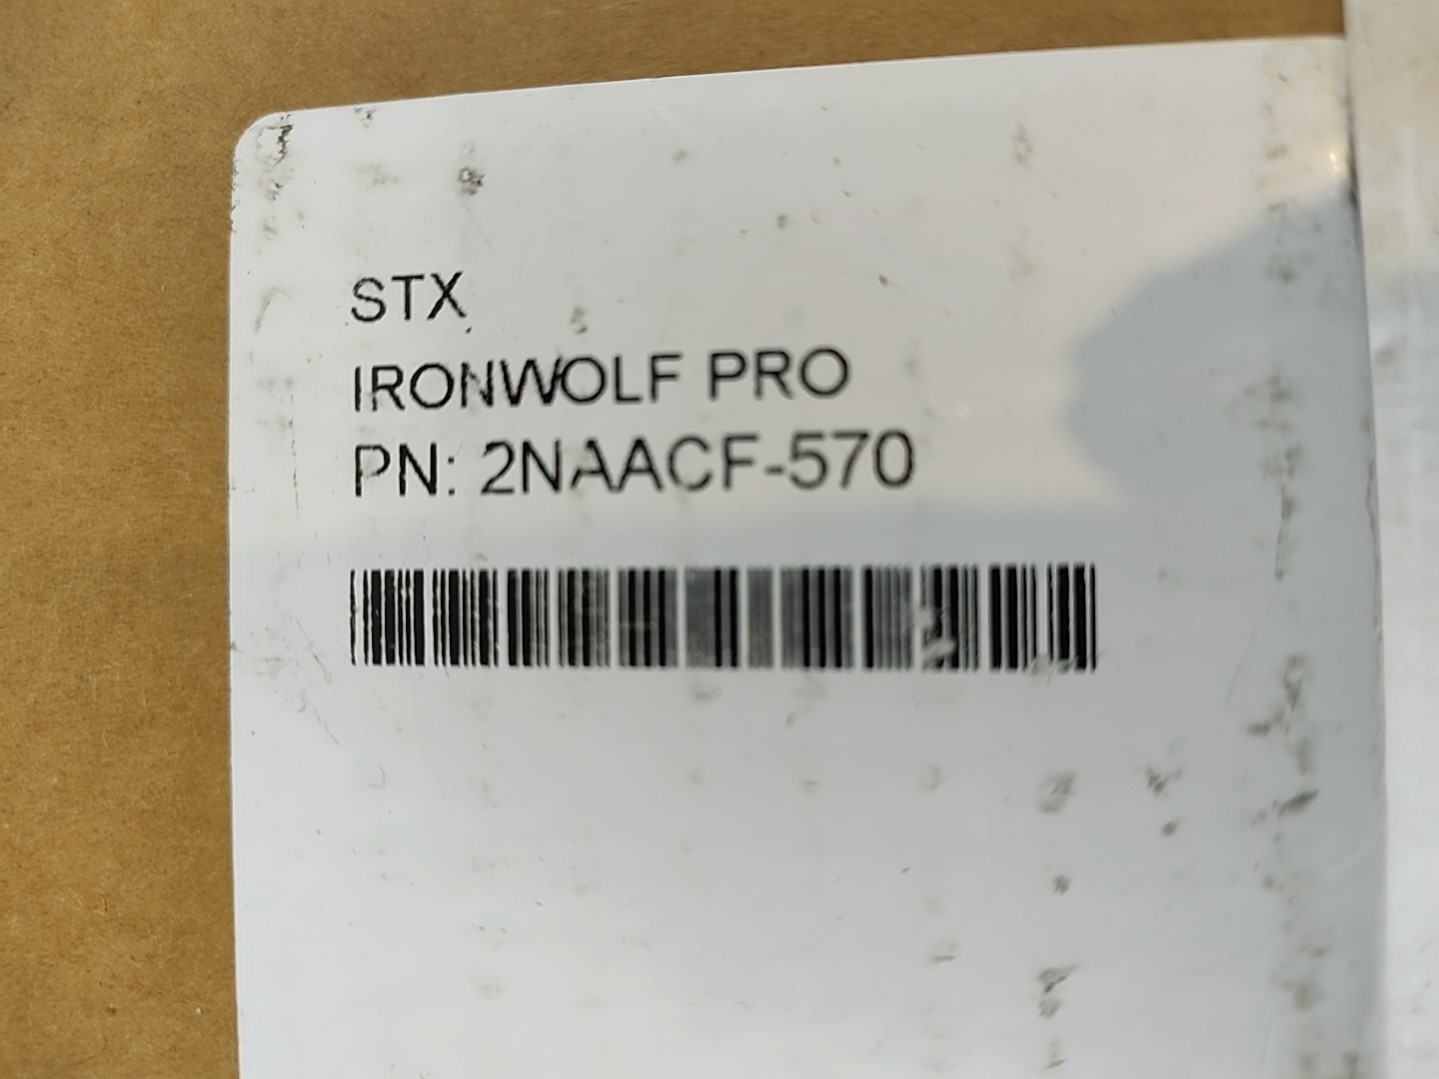 STX
IRONWOLF PRO
PN: 2NAACF-570